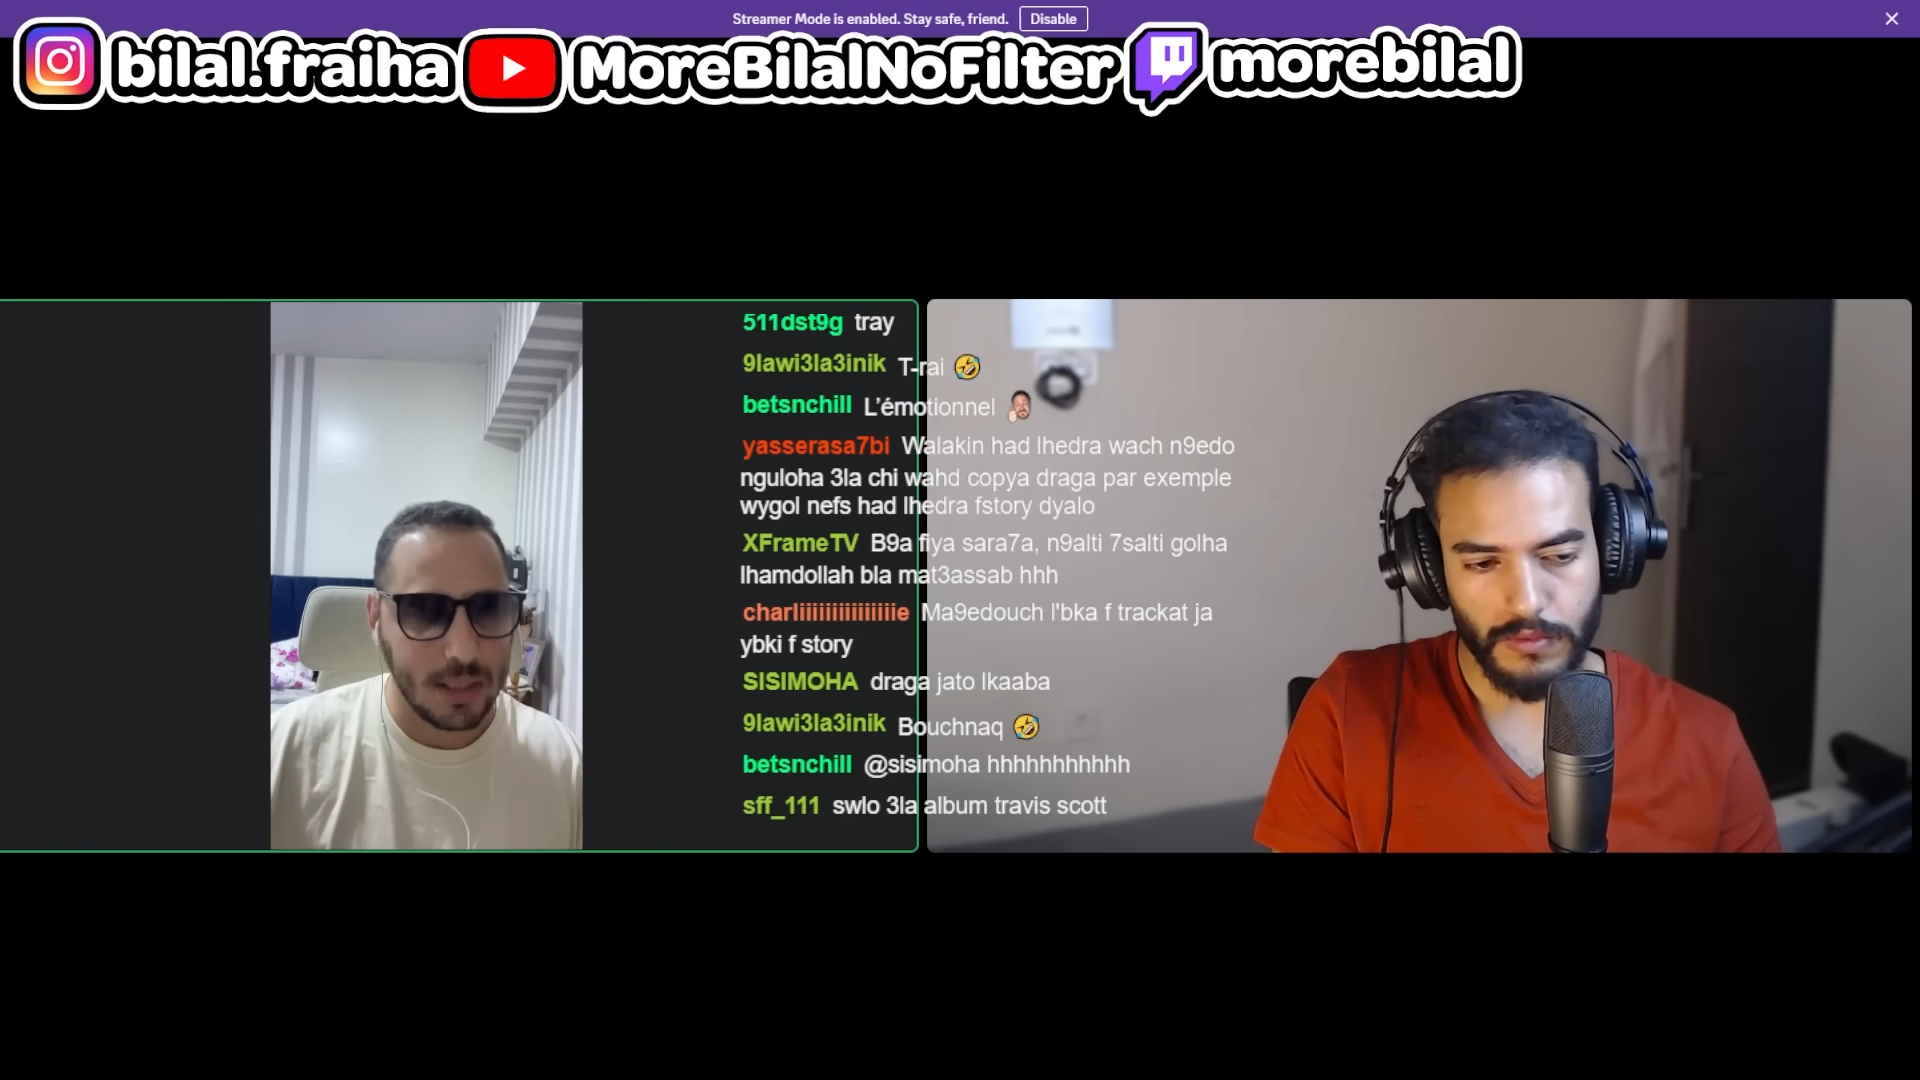 Streamer Mode is enabled. Stay safe, friend. Disable
bilal.fraiha MoreBilalNoFilter morebilal
511dst9g tray
9lawi3la3inik T-rai 🤣
betsnchill L'émotionnel
yasserasa7bi Walakin had lhedra wach n9edo
nguloha 3la chi wahd copya draga par exemple
wygol nefs had lhedra fstory dyalo
XFrameTV B9a fiya sara7a, n9alti 7salti golha
lhamdollah bla mat3assab hhh
charliiiiiiiiiiiiiiiie Ma9edouch l'bka f trackat ja
ybki f story
SISIMOHA draga jato lkaaba
9lawi3la3inik Bouchnaq 🤣
betsnchill @sisimoha hhhhhhhhhhh
sff_111 swlo 3la album travis scott